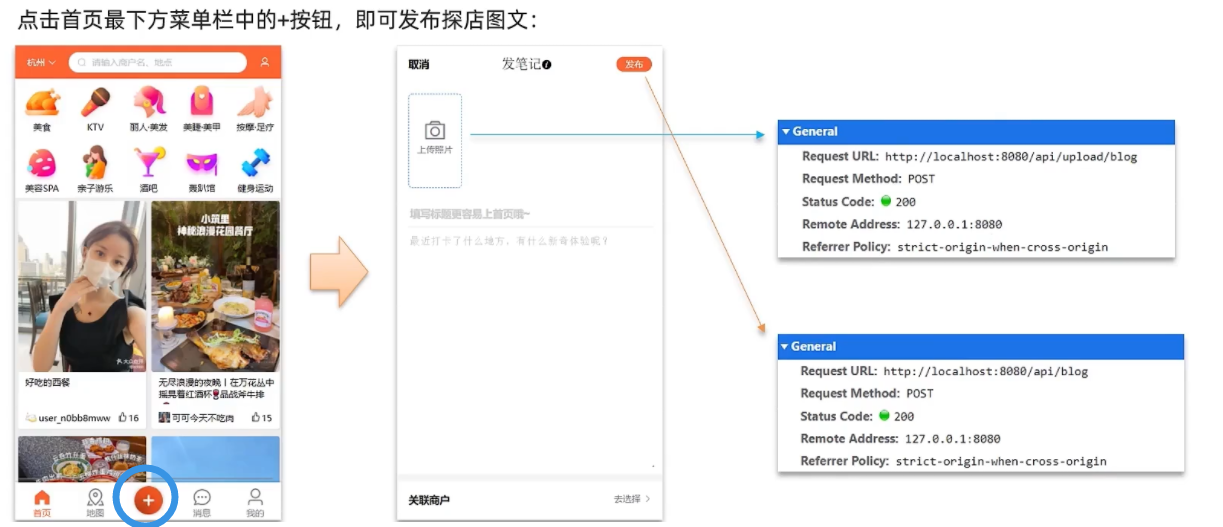 点击首页最下方菜单栏中的+按钮，即可发布探店图文：
杭州
请输入商户名、地点
美食
KTV
丽人·美发
美睫·美甲
按摩·足疗
美容SPA
亲子游乐
酒吧
轰趴馆
健身运动
小筑里
神秘浪漫花园餐厅
好吃的西餐
user_n0bb8mww
16
无尽浪漫的夜晚丨在万花丛中
摇晃着红酒杯🍷品战斧牛排
可可今天不吃肉
15
首页
地图
+
消息
我的
取消
发笔记
发布
上传照片
填写标题更容易上首页哦~
最近打卡了什么地方，有什么新奇体验呢？
关联商户
去选择
General
Request URL: http://localhost:8080/api/upload/blog
Request Method: POST
Status Code: 200
Remote Address: 127.0.0.1:8080
Referrer Policy: strict-origin-when-cross-origin
General
Request URL: http://localhost:8080/api/blog
Request Method: POST
Status Code: 200
Remote Address: 127.0.0.1:8080
Referrer Policy: strict-origin-when-cross-origin